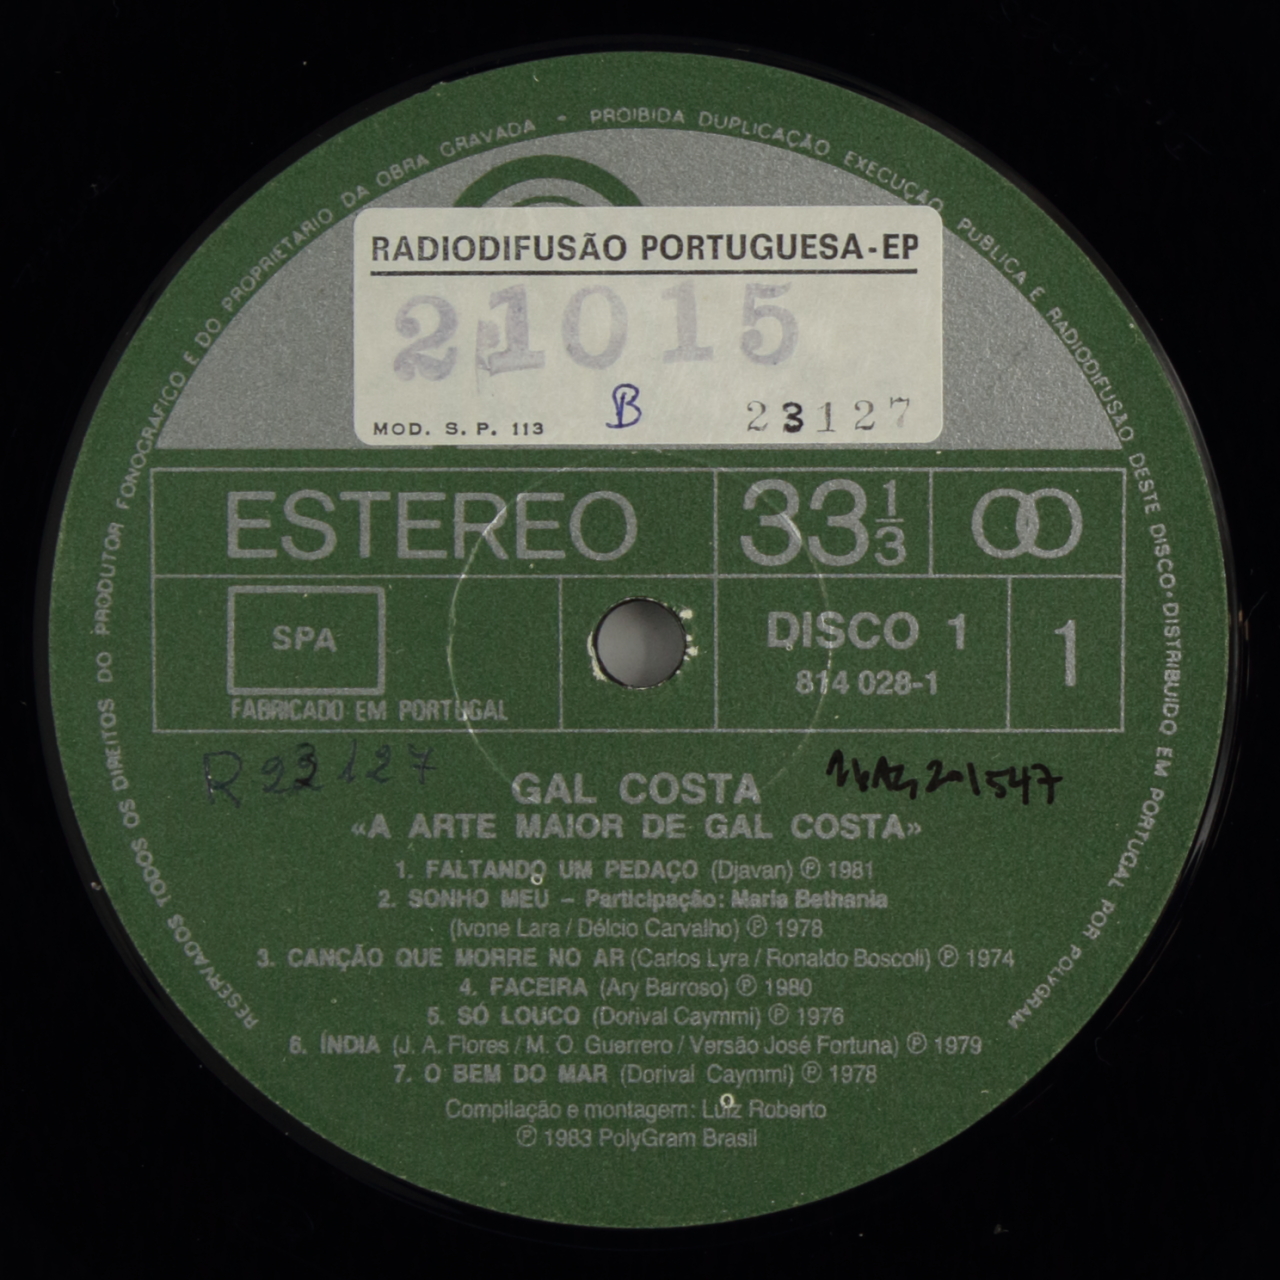 RESERVADOS TODOS OS DIREITOS DO PRODUTOR FONOGRÁFICO E DO PROPRIETÁRIO DA OBRA GRAVADA - PROIBIDA DUPLICAÇÃO EXECUÇÃO PUBLICA E RADIODIFUSÃO DESTE DISCO • DISTRIBUIDO EM PORTUGAL POR POLYGRAM
RADIODIFUSÃO PORTUGUESA-EP
21015
B
MOD. S. P. 113
23127
ESTEREO
33 1/3
SPA
FABRICADO EM PORTUGAL
DISCO 1
814 028-1
1
R 23127
GAL COSTA
«A ARTE MAIOR DE GAL COSTA»
1. FALTANDO UM PEDAÇO (Djavan) ℗ 1981
2. SONHO MEU – Participação: Maria Bethania
(Ivone Lara / Délcio Carvalho) ℗ 1978
3. CANÇÃO QUE MORRE NO AR (Carlos Lyra / Ronaldo Boscoli) ℗ 1974
4. FACEIRA (Ary Barroso) ℗ 1980
5. SÓ LOUCO (Dorival Caymmi) ℗ 1976
6. ÍNDIA (J. A. Flores / M. O. Guerrero / Versão José Fortuna) ℗ 1979
7. O BEM DO MAR (Dorival Caymmi) ℗ 1978
Compilação e montagem: Luiz Roberto
℗ 1983 PolyGram Brasil